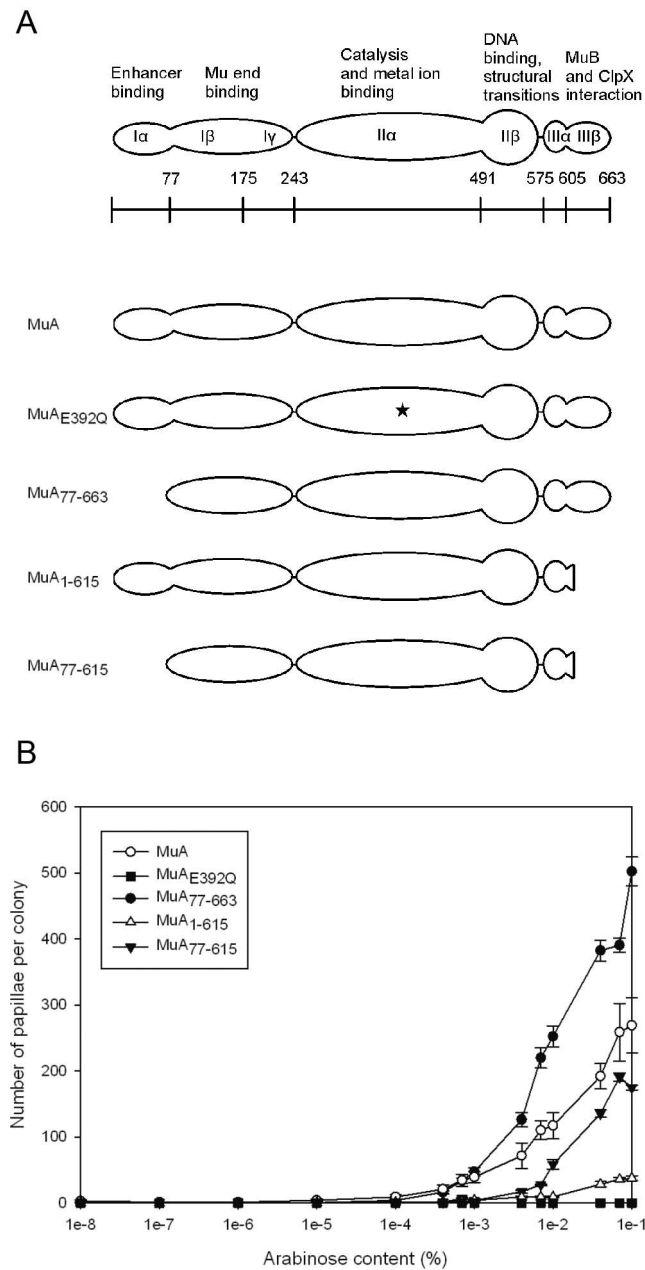 A
Enhancer
binding
Mu end
binding
Catalysis
and metal ion
binding
DNA
binding,
structural
transitions
MuB
and ClpX
interaction
Iα Iβ Iγ IIα IIβ IIIα IIIβ
77 175 243 491 575 605 663
MuA
MuAE392Q
MuA77-663
MuA1-615
MuA77-615
B
Number of papillae per colony
600
500
400
300
200
100
0
MuA
MuAE392Q
MuA77-663
MuA1-615
MuA77-615
1e-8 1e-7 1e-6 1e-5 1e-4 1e-3 1e-2 1e-1
Arabinose content (%)